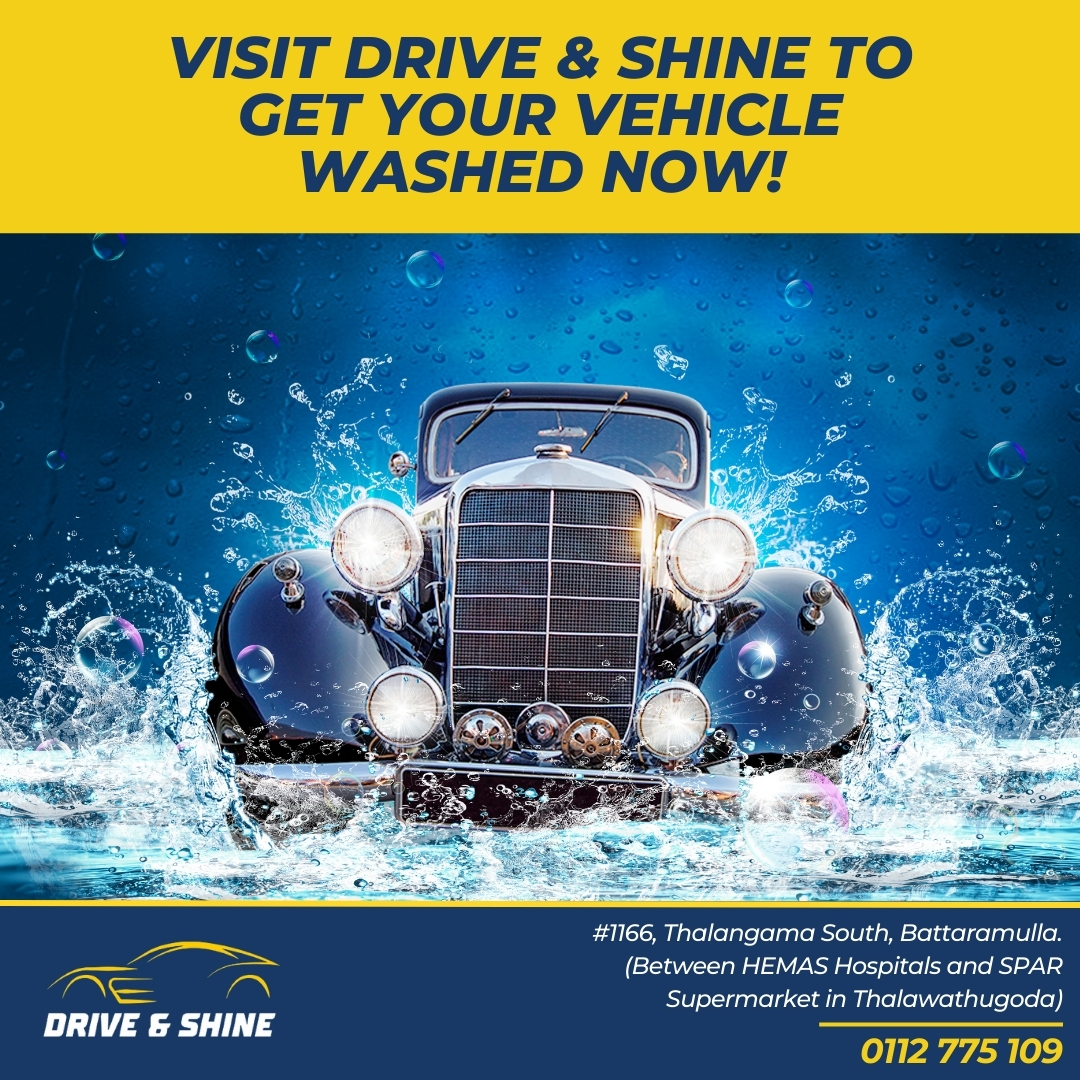 VISIT DRIVE & SHINE TO
GET YOUR VEHICLE
WASHED NOW!
#1166, Thalangama South, Battaramulla.
(Between HEMAS Hospitals and SPAR
Supermarket in Thalawathugoda)
0112 775 109
DRIVE & SHINE